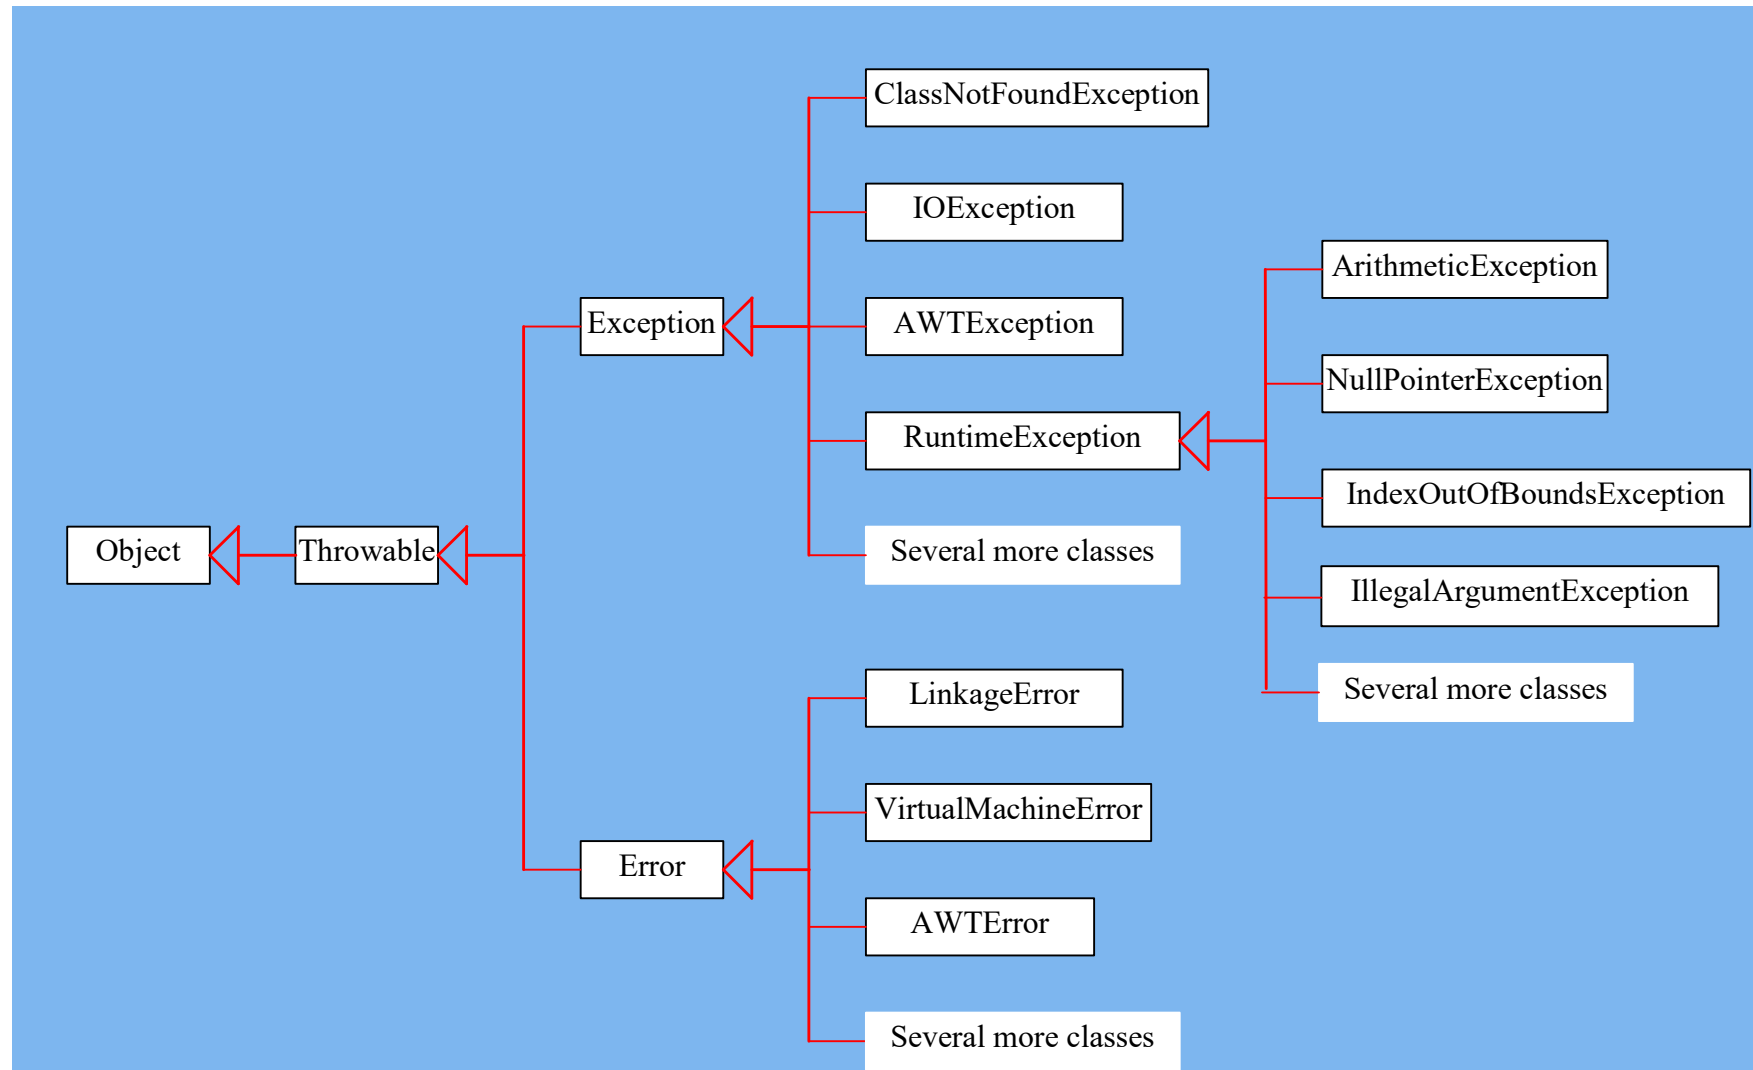 ClassNotFoundException
IOException
ArithmeticException
Exception
AWTException
NullPointerException
RuntimeException
IndexOutOfBoundsException
Object
Throwable
Several more classes
IllegalArgumentException
LinkageError
Several more classes
VirtualMachineError
Error
AWTError
Several more classes